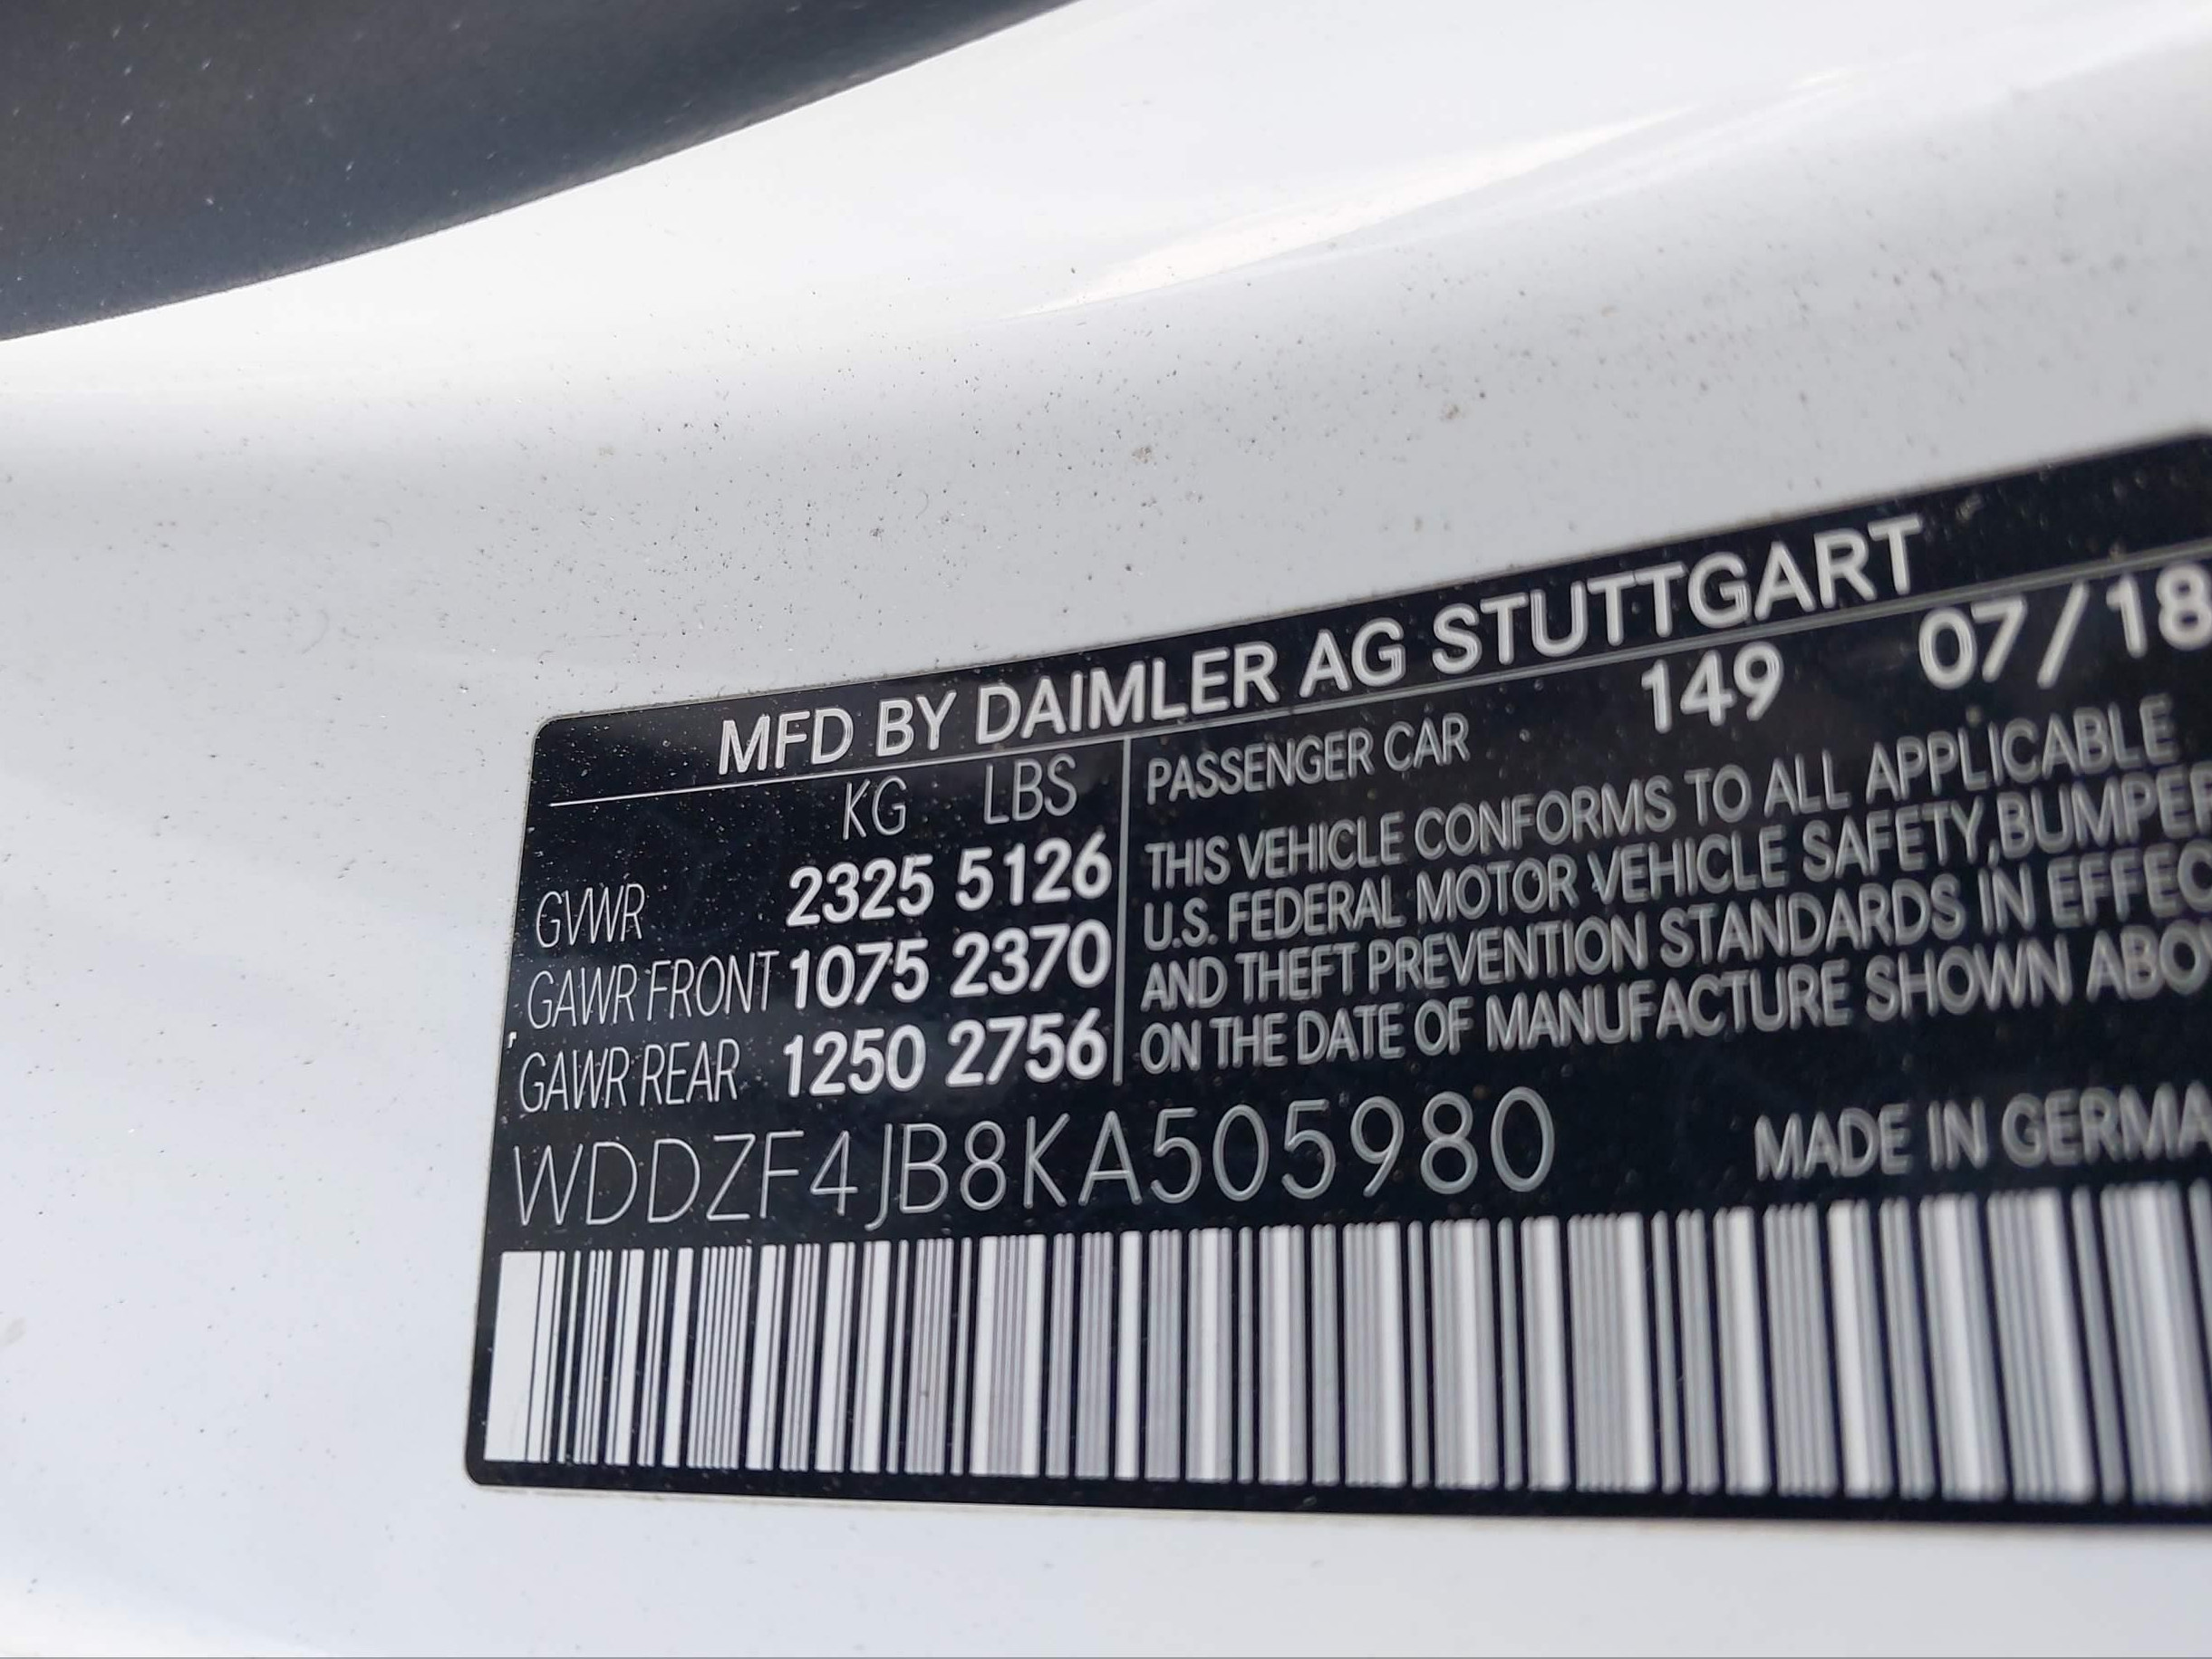 MFD BY DAIMLER AG STUTTGART
KG LBS
GVWR 2325 5126
GAWR FRONT 1075 2370
GAWR REAR 1250 2756
PASSENGER CAR 149 07/18
THIS VEHICLE CONFORMS TO ALL APPLICABLE
U.S. FEDERAL MOTOR VEHICLE SAFETY,BUMPER
AND THEFT PREVENTION STANDARDS IN EFFEC
ON THE DATE OF MANUFACTURE SHOWN ABO
WDDZF4JB8KA505980
MADE IN GERMA